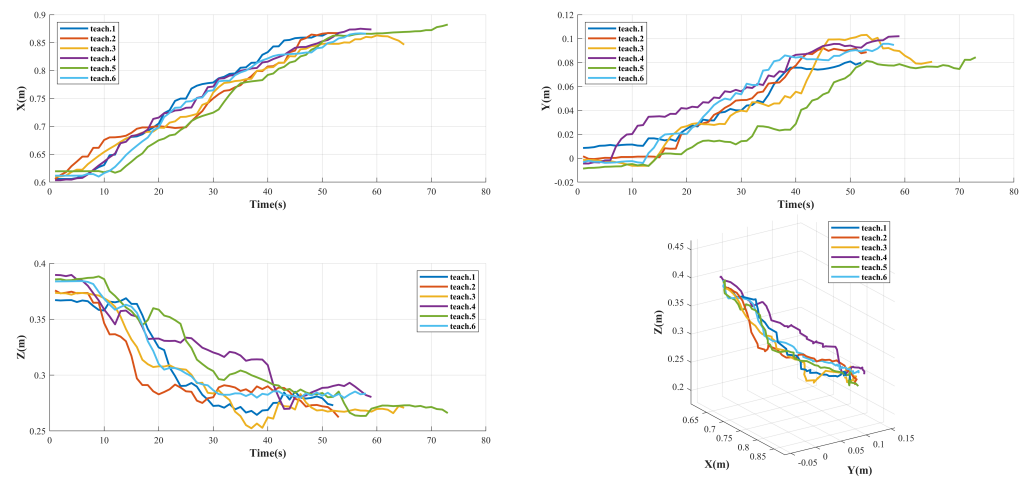 0.9
0.85
0.8
0.75
0.7
0.65
0.6
X(m)
0 10 20 30 40 50 60 70 80
Time(s)
teach.1
teach.2
teach.3
teach.4
teach.5
teach.6
0.12
0.1
0.08
0.06
0.04
0.02
0
-0.02
Y(m)
0 10 20 30 40 50 60 70 80
Time(s)
teach.1
teach.2
teach.3
teach.4
teach.5
teach.6
0.4
0.35
0.3
0.25
Z(m)
0 10 20 30 40 50 60 70 80
Time(s)
teach.1
teach.2
teach.3
teach.4
teach.5
teach.6
0.45
0.4
0.35
0.3
0.25
0.2
Z(m)
0.65
0.7
0.75
0.8
0.85
X(m)
-0.05
0
0.05
0.1
0.15
Y(m)
teach.1
teach.2
teach.3
teach.4
teach.5
teach.6